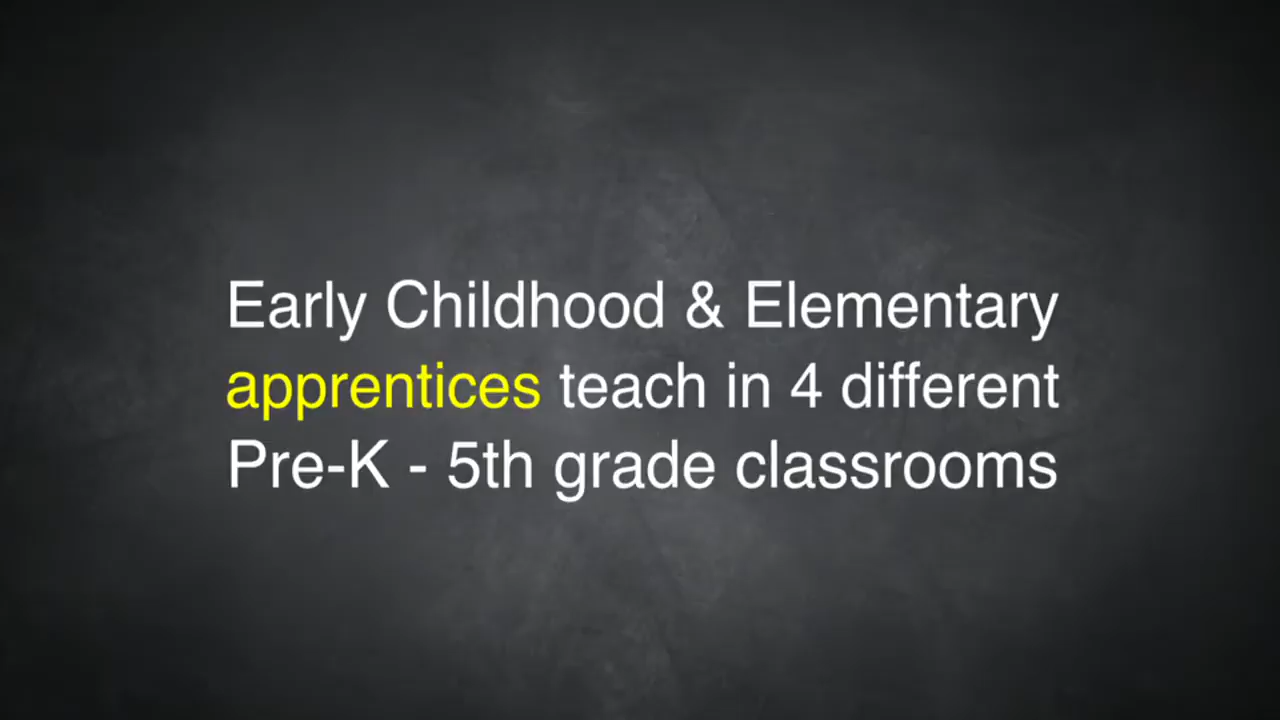 Early Childhood & Elementary
apprentices teach in 4 different
Pre-K - 5th grade classrooms